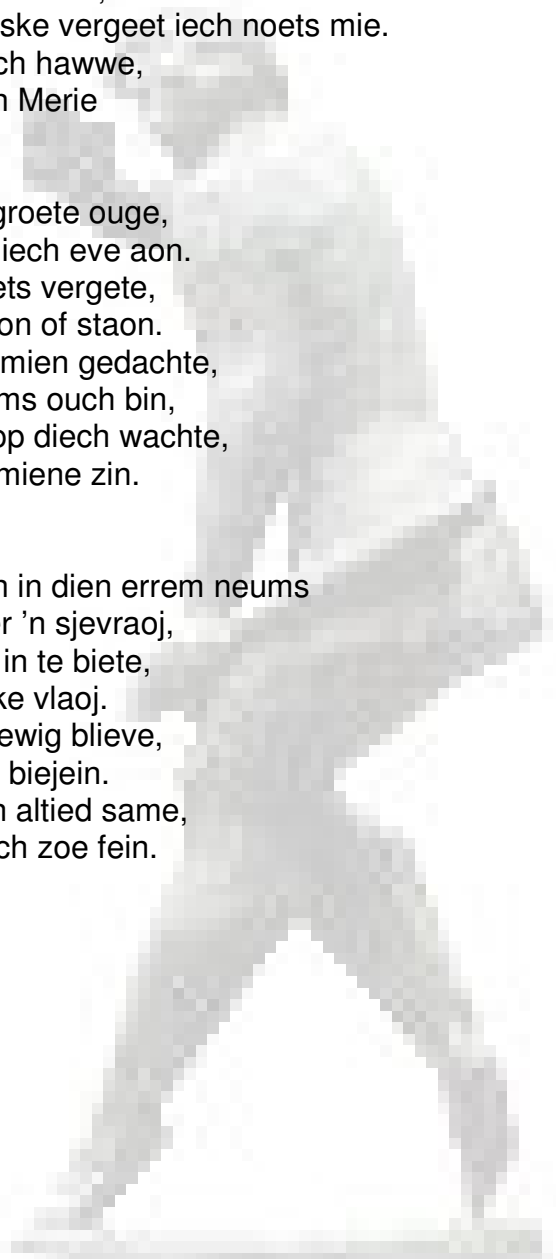 ske vergeet iech noets mie.
ch hawwe,
n Merie
groete ouge,
iech eve aon.
ets vergete,
on of staon.
mien gedachte,
ms ouch bin,
op diech wachte,
miene zin.
n in dien errem neums
r ’n sjevraoj,
in te biete,
ke vlaoj.
ewig blieve,
biejein.
n altied same,
ch zoe fein.